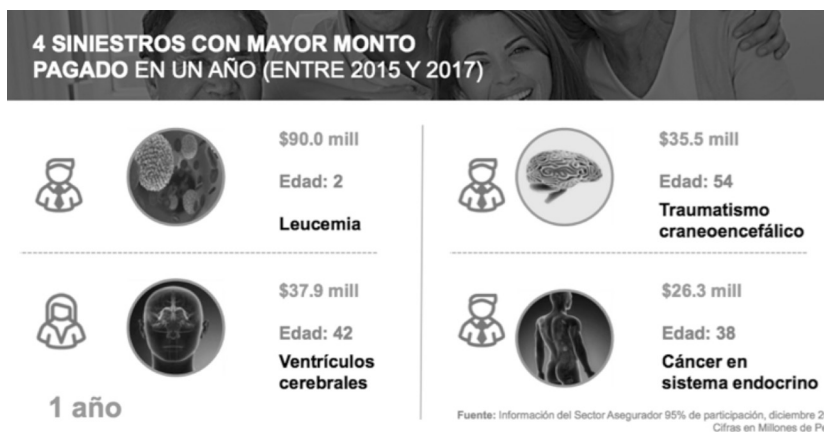 4 SINIESTROS CON MAYOR MONTO
PAGADO EN UN AÑO (ENTRE 2015 Y 2017)
$90.0 mill
Edad: 2
Leucemia
$35.5 mill
Edad: 54
Traumatismo
craneoencefálico
$37.9 mill
Edad: 42
Ventrículos
cerebrales
$26.3 mill
Edad: 38
Cáncer en
sistema endocrino
1 año
Fuente: Información del Sector Asegurador 95% de participación, diciembre
Cifras en Millones de